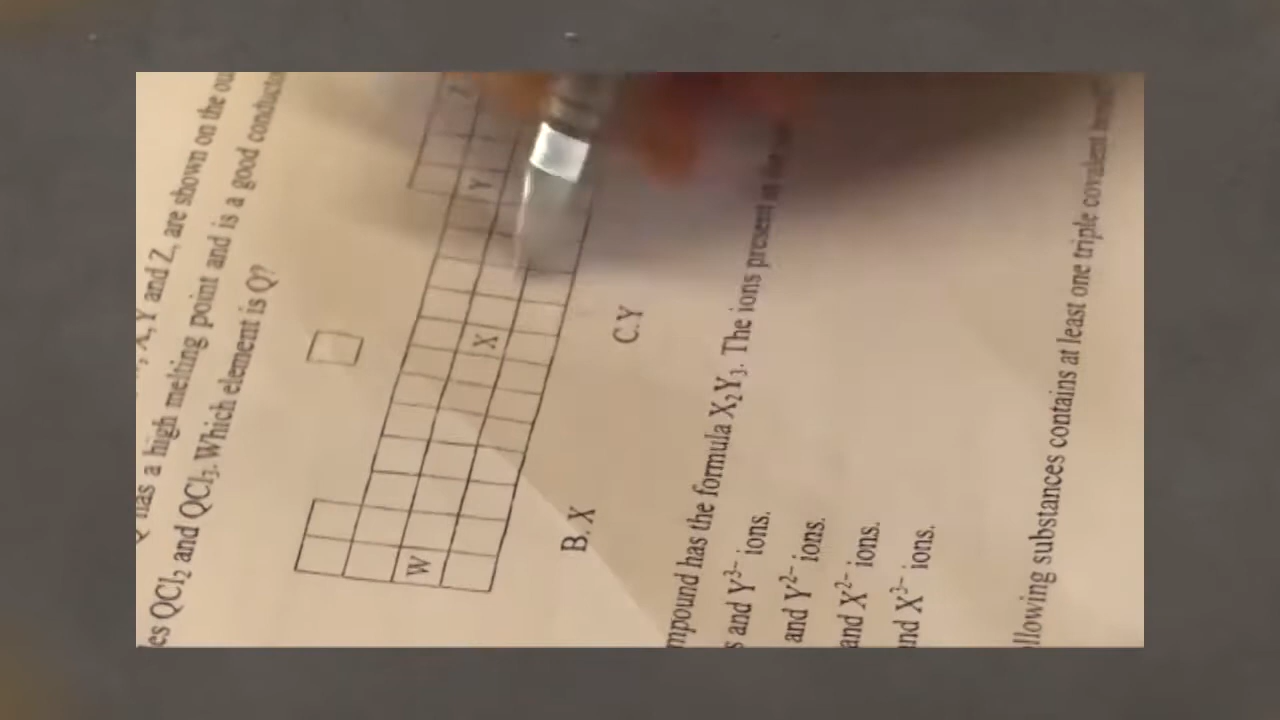 X, Y and Z, are shown on the
has a high melting point and is a good
es QCl₂ and QCl₃. Which element is Q?
Z
Y
X
W
B. X
C. Y
mpound has the formula X₂Y₃. The ions present
s and Y³⁻ ions.
and Y²⁻ ions.
and X²⁻ ions.
nd X³⁻ ions.
llowing substances contains at least one triple covalent